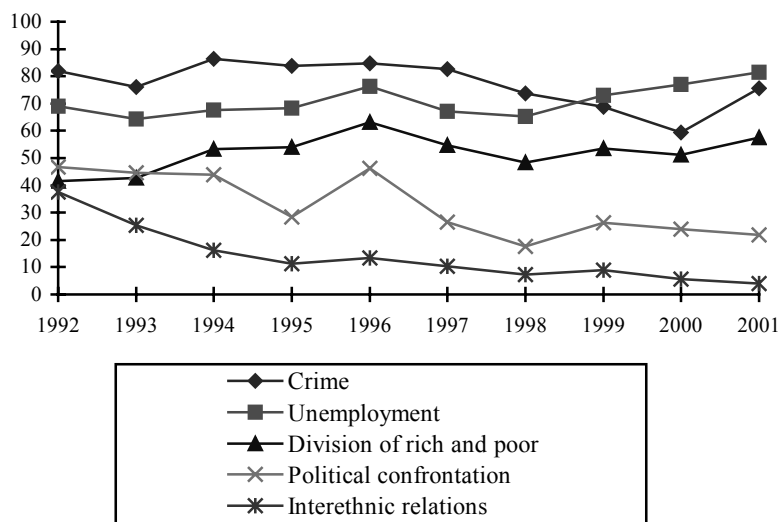 100
90
80
70
60
50
40
30
20
10
0
1992 1993 1994 1995 1996 1997 1998 1999 2000 2001
Crime
Unemployment
Division of rich and poor
Political confrontation
Interethnic relations